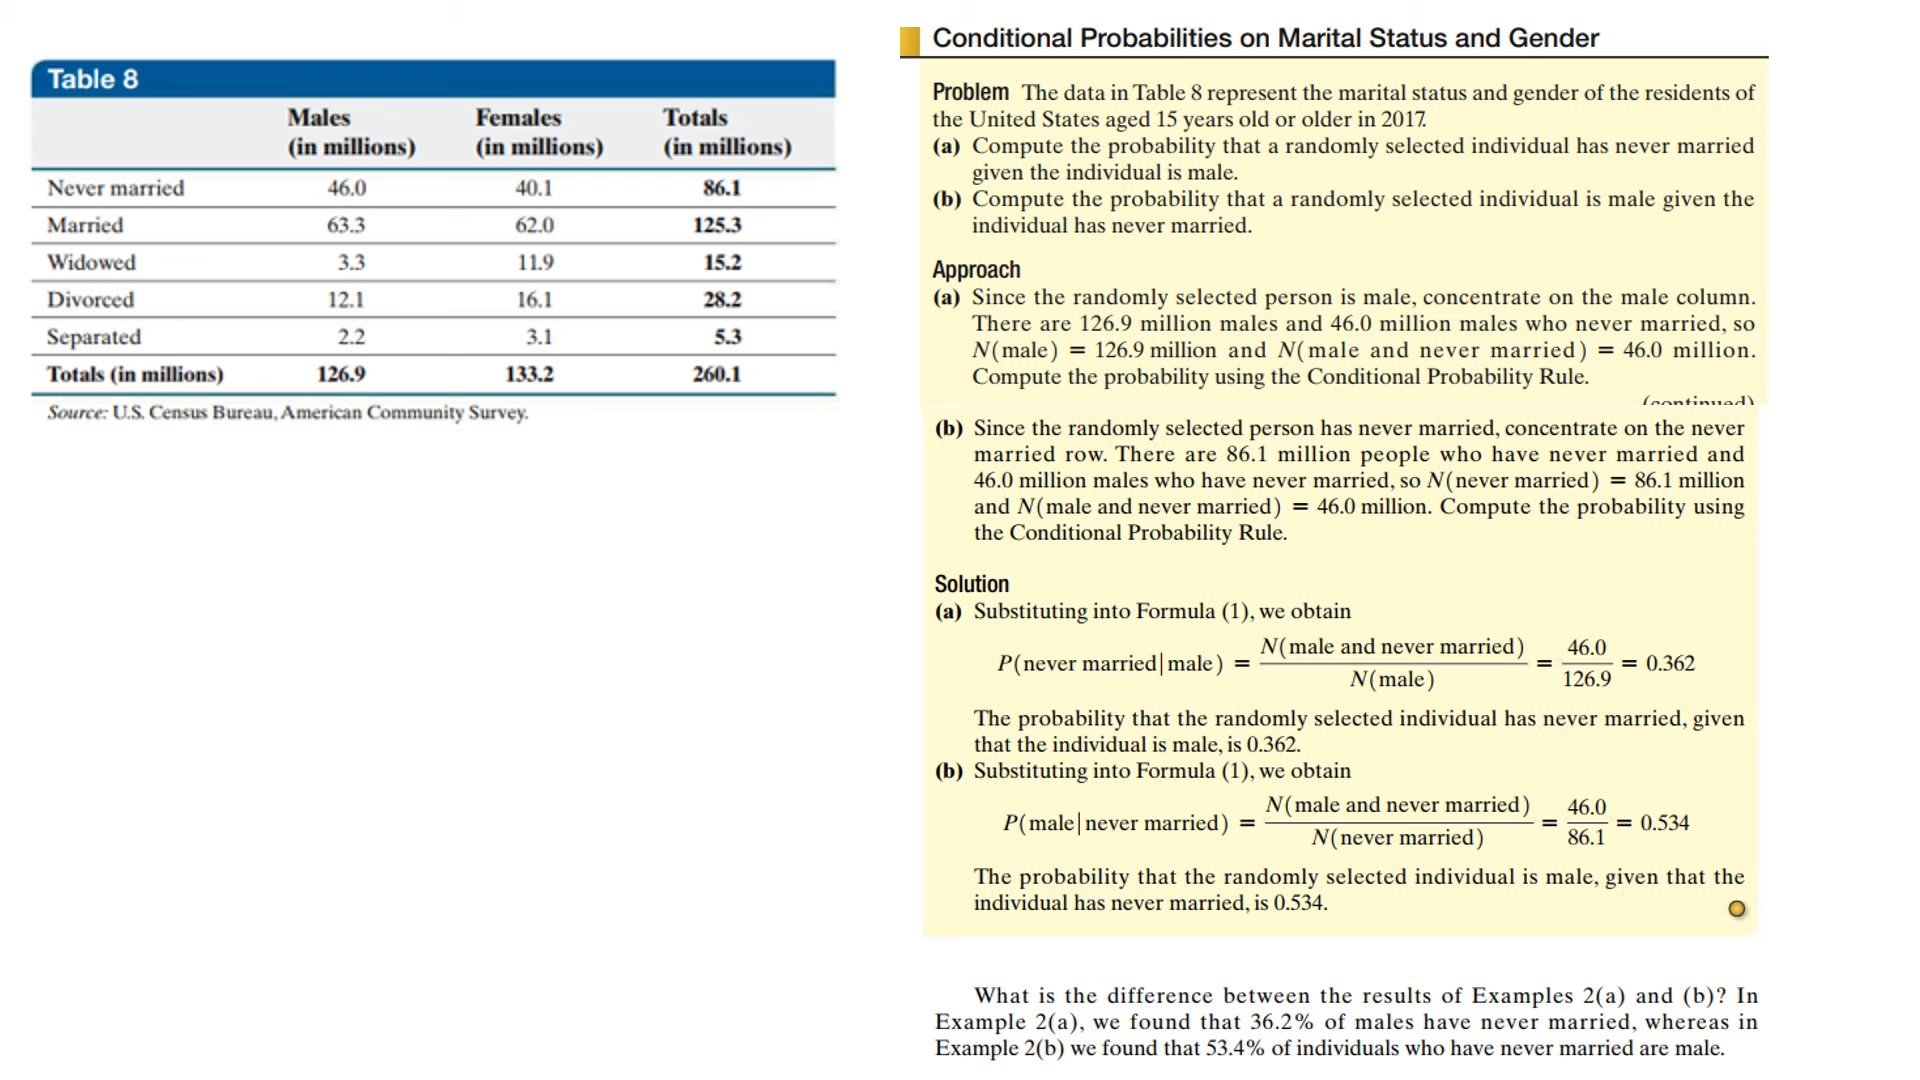 Table 8
Males Females Totals
(in millions) (in millions) (in millions)
Never married 46.0 40.1 86.1
Married 63.3 62.0 125.3
Widowed 3.3 11.9 15.2
Divorced 12.1 16.1 28.2
Separated 2.2 3.1 5.3
Totals (in millions) 126.9 133.2 260.1
Source: U.S. Census Bureau, American Community Survey.
Conditional Probabilities on Marital Status and Gender
Problem The data in Table 8 represent the marital status and gender of the residents of
the United States aged 15 years old or older in 2017.
(a) Compute the probability that a randomly selected individual has never married
given the individual is male.
(b) Compute the probability that a randomly selected individual is male given the
individual has never married.
Approach
(a) Since the randomly selected person is male, concentrate on the male column.
There are 126.9 million males and 46.0 million males who never married, so
N(male) = 126.9 million and N(male and never married) = 46.0 million.
Compute the probability using the Conditional Probability Rule.
(continued)
(b) Since the randomly selected person has never married, concentrate on the never
married row. There are 86.1 million people who have never married and
46.0 million males who have never married, so N(never married) = 86.1 million
and N(male and never married) = 46.0 million. Compute the probability using
the Conditional Probability Rule.
Solution
(a) Substituting into Formula (1), we obtain
P(never married|male) = N(male and never married) / N(male) = 46.0 / 126.9 = 0.362
The probability that the randomly selected individual has never married, given
that the individual is male, is 0.362.
(b) Substituting into Formula (1), we obtain
P(male|never married) = N(male and never married) / N(never married) = 46.0 / 86.1 = 0.534
The probability that the randomly selected individual is male, given that the
individual has never married, is 0.534.
What is the difference between the results of Examples 2(a) and (b)? In
Example 2(a), we found that 36.2% of males have never married, whereas in
Example 2(b) we found that 53.4% of individuals who have never married are male.